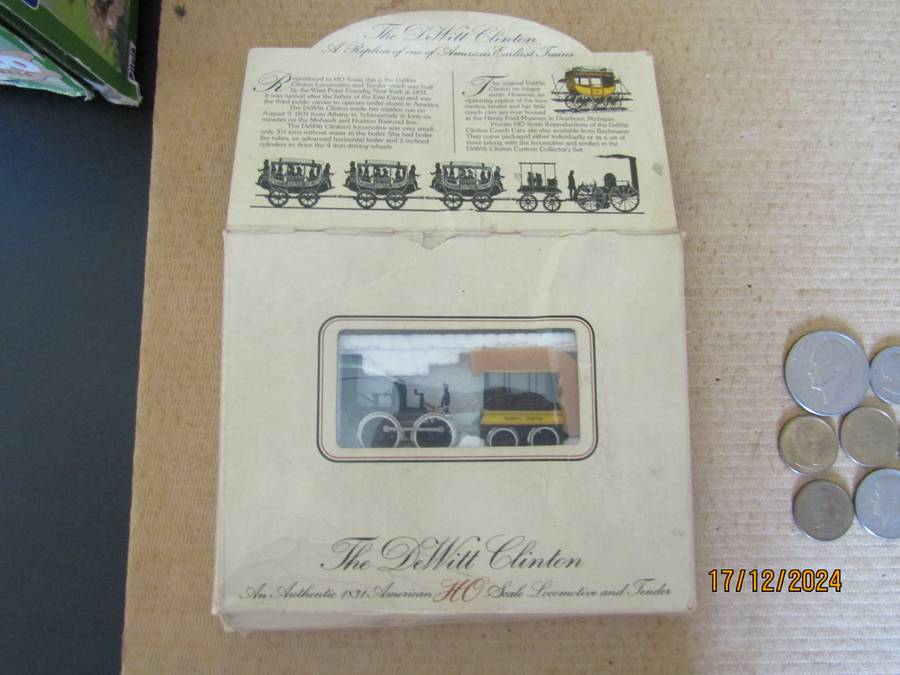 The DeWitt Clinton
A Replica of one of America's Earliest Trains
Reproduced to HO Scale, this is the DeWitt
Clinton Locomotive and Tender which was built
by the West Point Foundry, New York in 1831.
It was named after the father of the Erie Canal and was
the third public carrier to operate under steam in America.
The DeWitt Clinton made her maiden run on
August 9, 1831 from Albany to Schenectady in forty-six
minutes on the Mohawk and Hudson Railroad line.
The DeWitt Clinton's locomotive was very small,
only 3½ tons without water in the boiler. She had boiler
fire tubes, an advanced horizontal boiler and 2 inclined
cylinders to drive the 4 iron driving wheels.
The original DeWitt
Clinton no longer
exists. However, an
operating replica of the loco-
motive, tender and her little
coach cars are now housed
at the Henry Ford Museum in Dearborn, Michigan.
Precise HO Scale Reproductions of the DeWitt
Clinton Coach Cars are also available from Bachmann.
They come packaged either individually or as a set of
three (along with the locomotive and tender) in the
DeWitt Clinton Custom Collector's Set.
The DeWitt Clinton
An Authentic 1831 American HO Scale Locomotive and Tender
17/12/2024